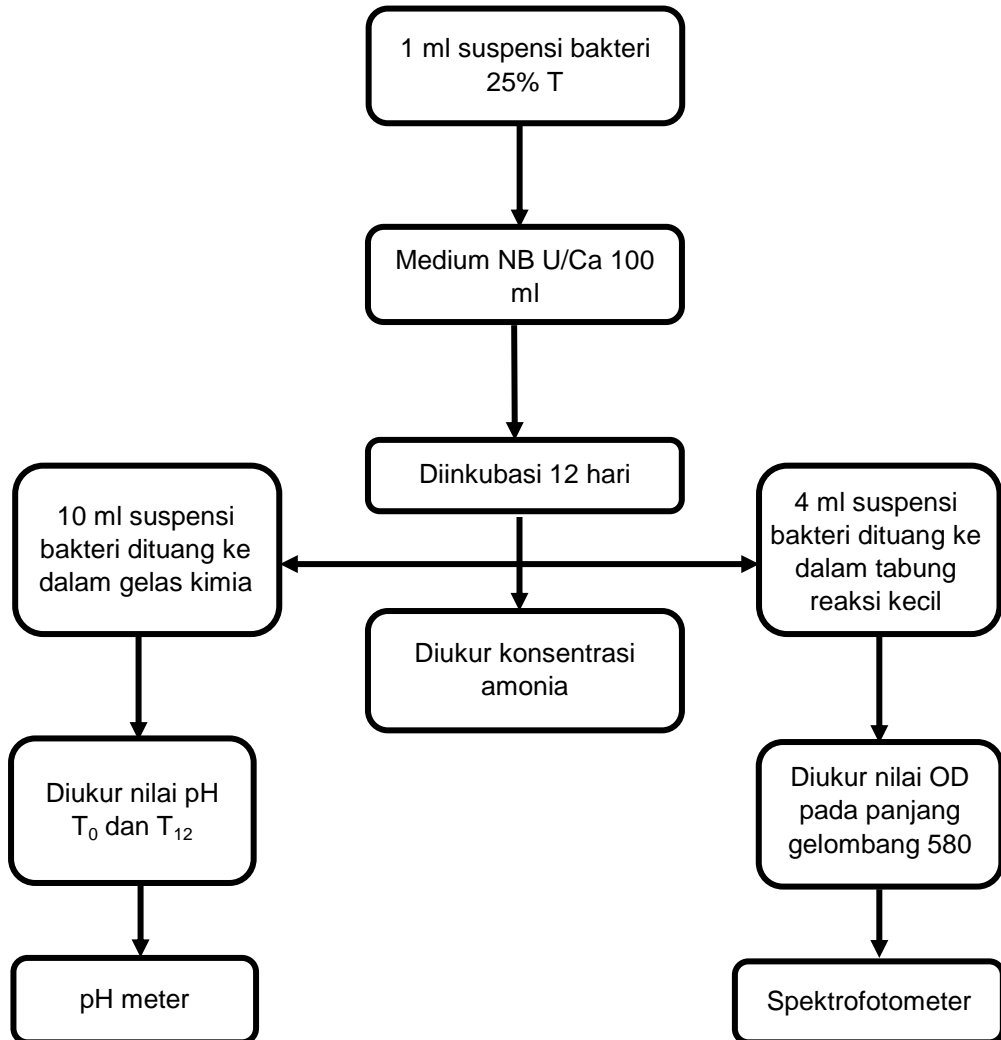 1 ml suspensi bakteri
25% T
Medium NB U/Ca 100
ml
Diinkubasi 12 hari
10 ml suspensi
bakteri dituang ke
dalam gelas kimia
4 ml suspensi
bakteri dituang ke
dalam tabung
reaksi kecil
Diukur konsentrasi
amonia
Diukur nilai pH
T₀ dan T₁₂
Diukur nilai OD
pada panjang
gelombang 580
pH meter
Spektrofotometer